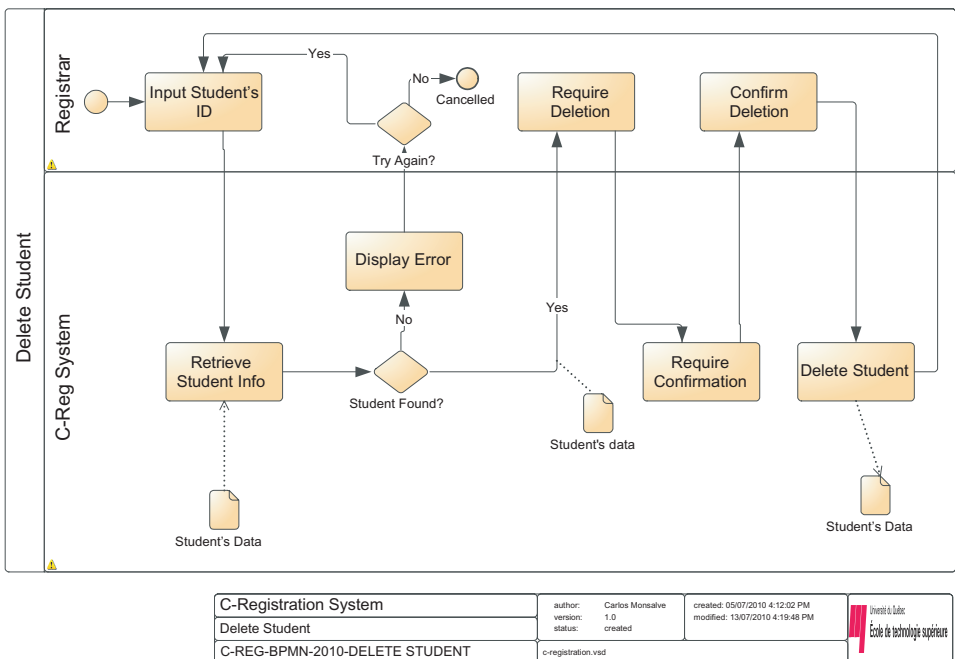 Delete Student
Registrar
C-Reg System
Input Student's
ID
Yes
No
Cancelled
Try Again?
Require
Deletion
Confirm
Deletion
Display Error
No
Yes
Retrieve
Student Info
Student Found?
Require
Confirmation
Delete Student
Student's data
Student's Data
Student's Data
C-Registration System
Delete Student
C-REG-BPMN-2010-DELETE STUDENT
author: Carlos Monsalve
version: 1.0
status: created
created: 05/07/2010 4:12:02 PM
modified: 13/07/2010 4:19:48 PM
c-registration.vsd
Université du Québec
École de technologie supérieure